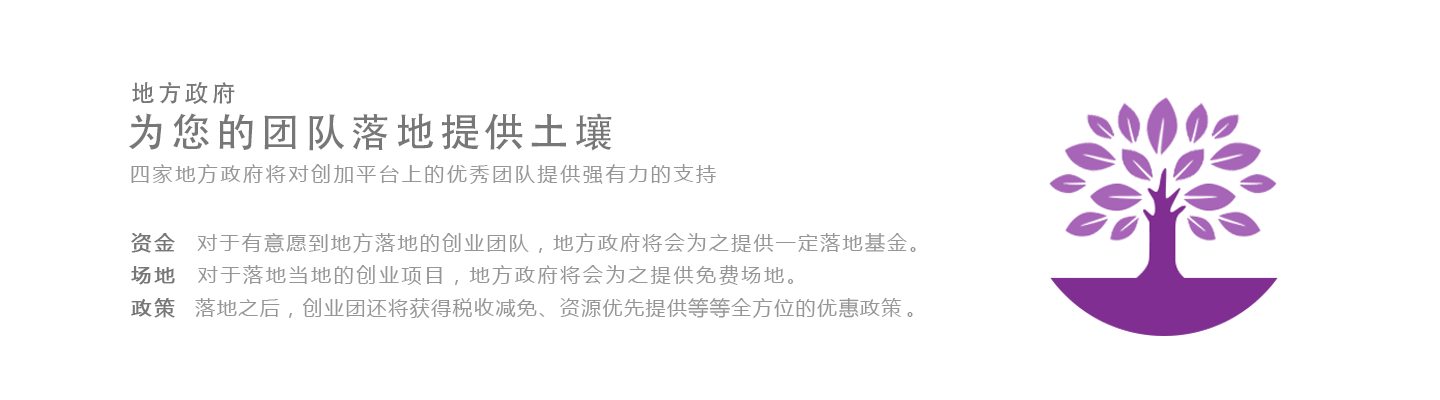 地方政府
为您的团队落地提供土壤
四家地方政府将对创加平台上的优秀团队提供强有力的支持
资金 对于有意愿到地方落地的创业团队，地方政府将会为之提供一定落地基金。
场地 对于落地当地的创业项目，地方政府将会为之提供免费场地。
政策 落地之后，创业团还将获得税收减免、资源优先提供等等全方位的优惠政策。